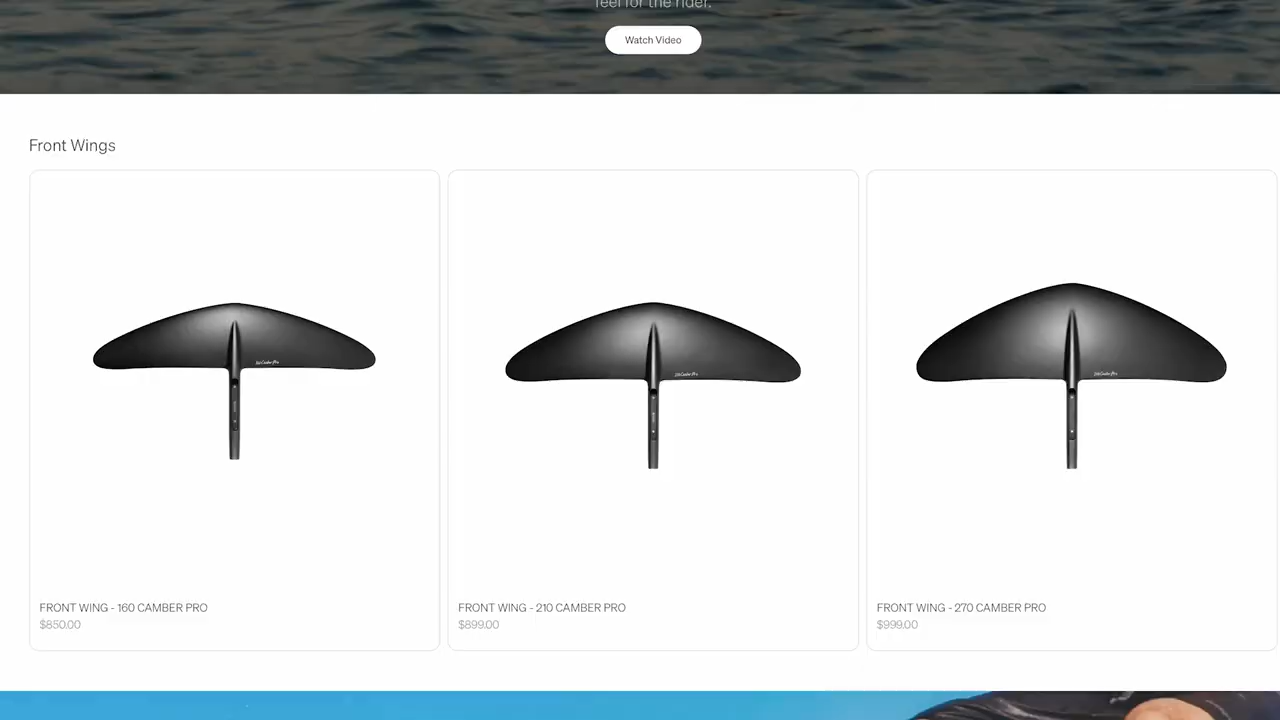 feel for the rider.
Watch Video
Front Wings
FRONT WING - 160 CAMBER PRO
$850.00
FRONT WING - 210 CAMBER PRO
$899.00
FRONT WING - 270 CAMBER PRO
$999.00